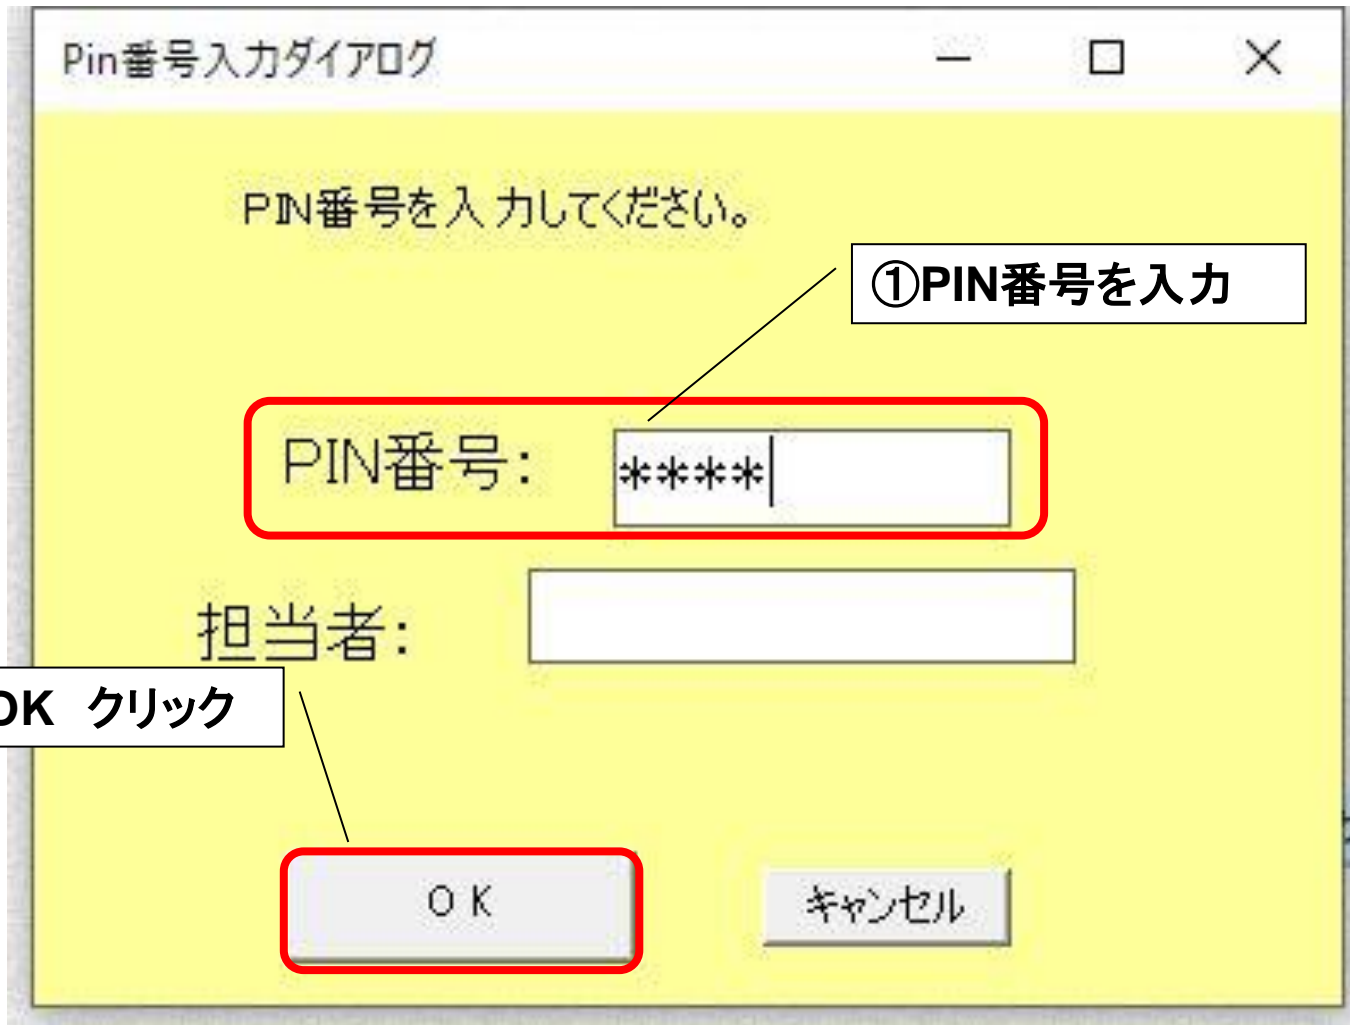 Pin番号入力ダイアログ
PIN番号を入力してください。
①PIN番号を入力
PIN番号: ****
担当者:
OK クリック
OK
キャンセル